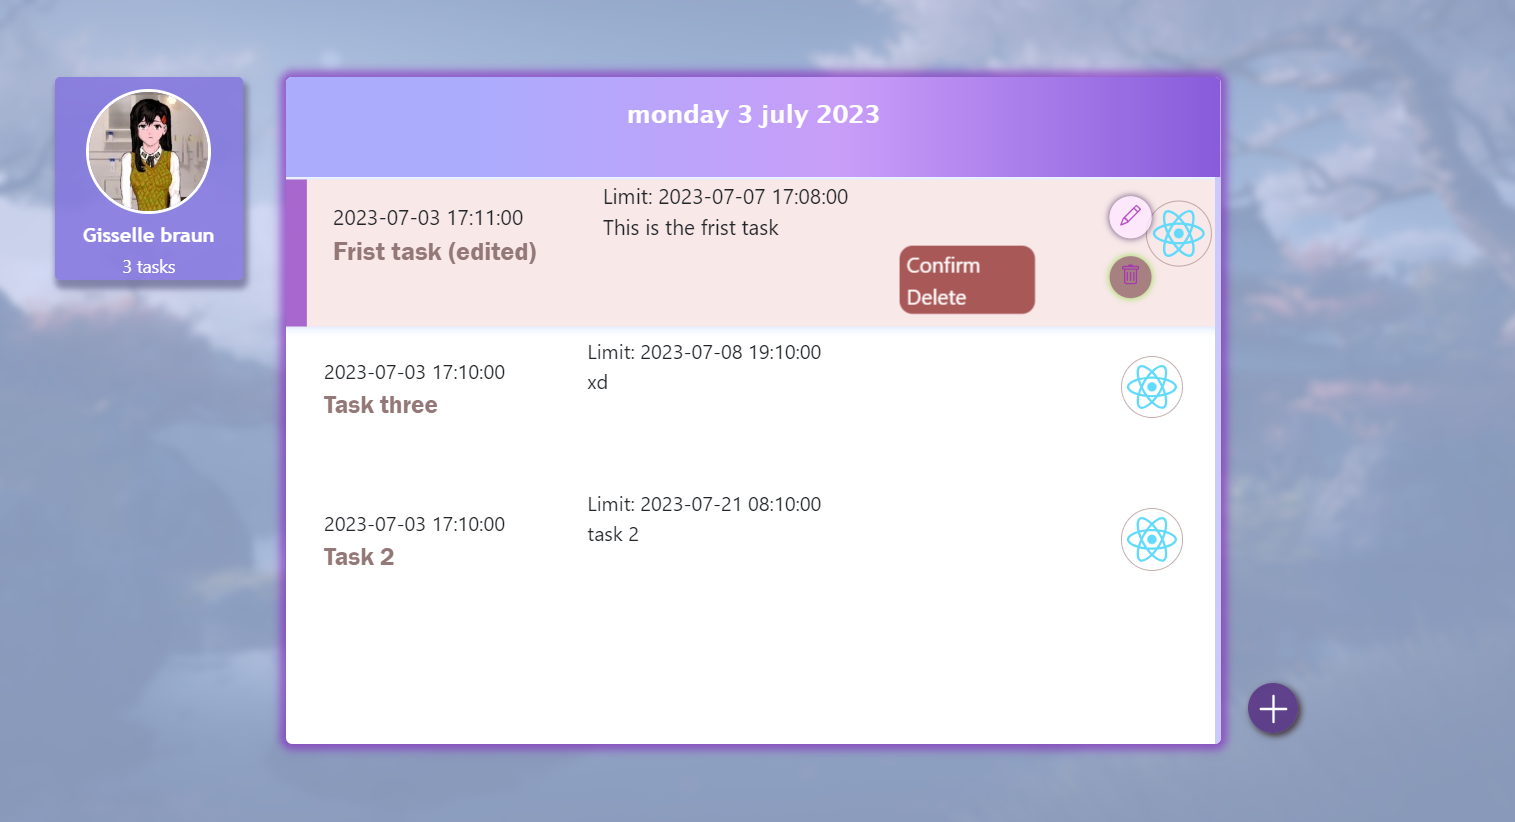 Gisselle braun
3 tasks
monday 3 july 2023
2023-07-03 17:11:00
Frist task (edited)
Limit: 2023-07-07 17:08:00
This is the frist task
Confirm
Delete
2023-07-03 17:10:00
Task three
Limit: 2023-07-08 19:10:00
xd
2023-07-03 17:10:00
Task 2
Limit: 2023-07-21 08:10:00
task 2